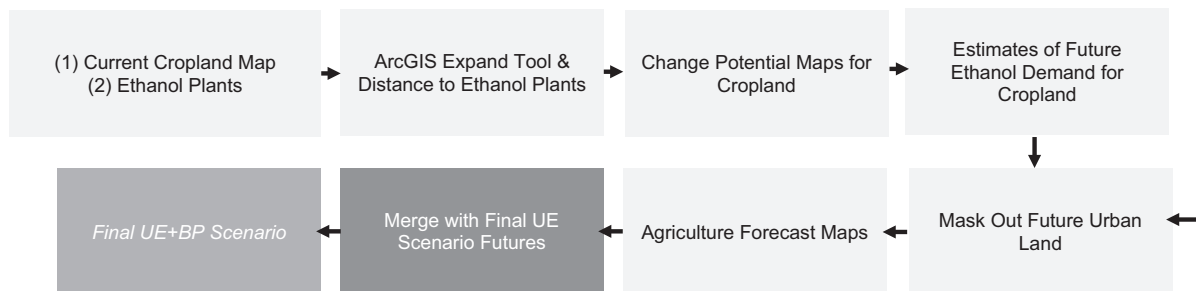 (1) Current Cropland Map
(2) Ethanol Plants
ArcGIS Expand Tool &
Distance to Ethanol Plants
Change Potential Maps for
Cropland
Estimates of Future
Ethanol Demand for
Cropland
Mask Out Future Urban
Land
Agriculture Forecast Maps
Merge with Final UE
Scenario Futures
Final UE+BP Scenario